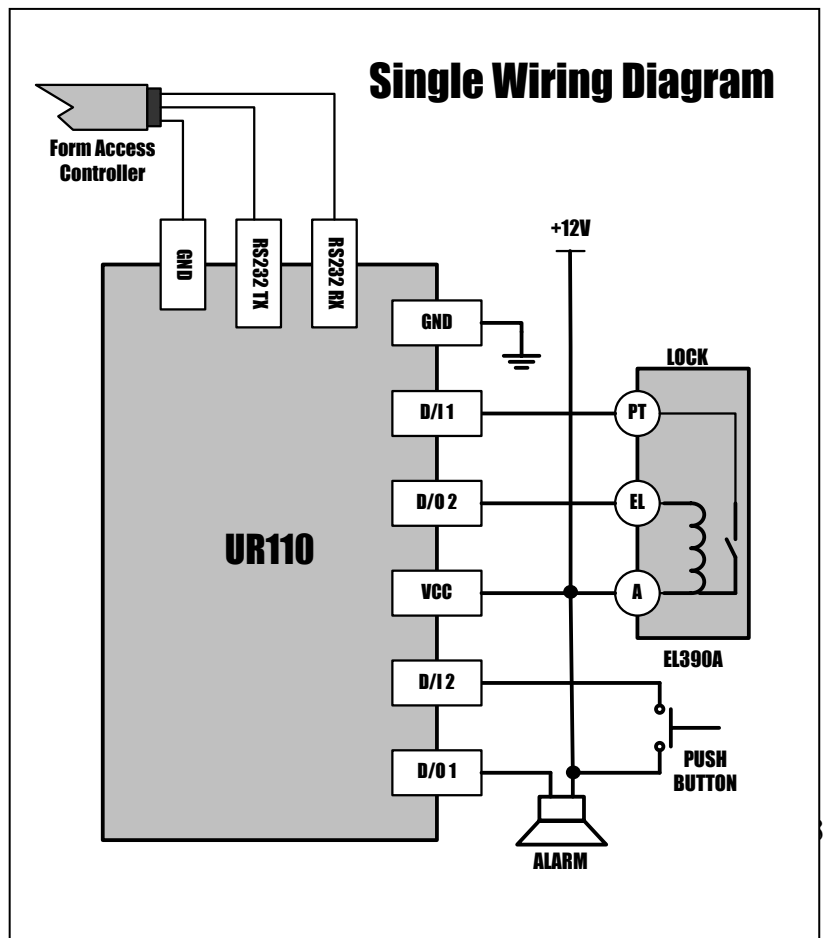 Single Wiring Diagram
Form Access
Controller
GND
RS232 TX
RS232 RX
+12V
GND
LOCK
D/I 1
PT
D/O 2
EL
UR110
VCC
A
EL390A
D/I 2
PUSH
BUTTON
D/O 1
ALARM